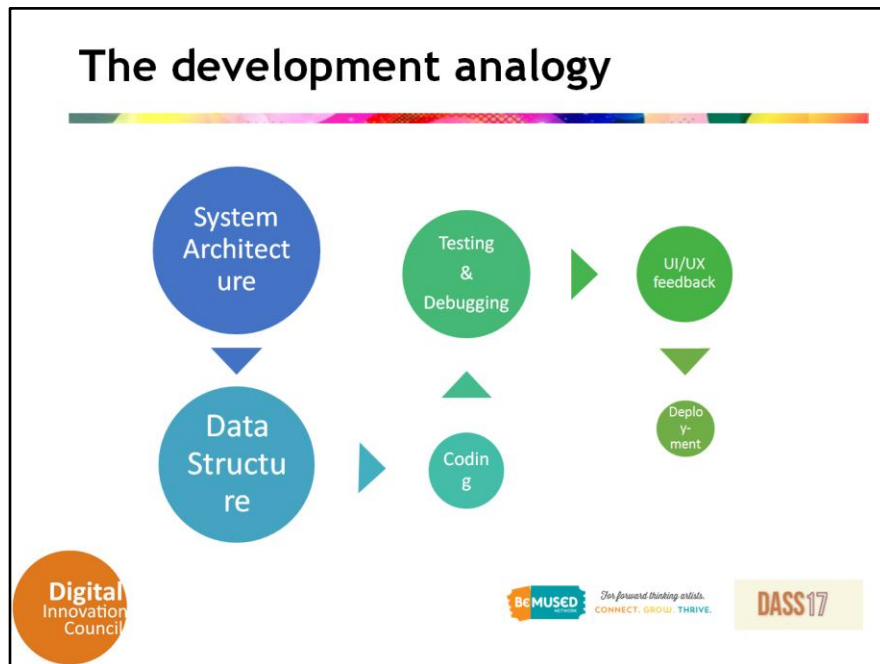 The development analogy
System
Architect
ure
Data
Structu
re
Codin
g
Testing
&
Debugging
UI/UX
feedback
Deplo
y-
ment
Digital
Innovation
Council
BeMUSED
NETWORK
For forward thinking artists.
CONNECT. GROW. THRIVE.
DASS17